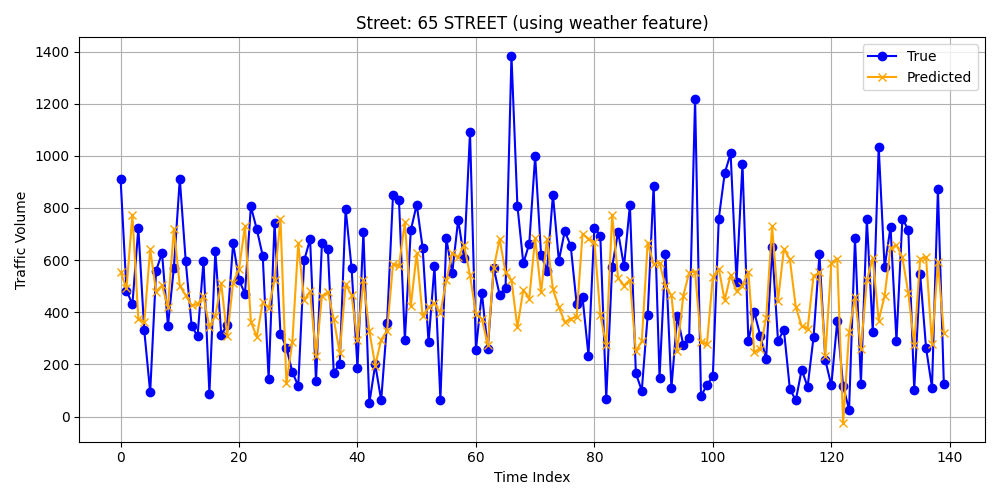 Street: 65 STREET (using weather feature)
True
Predicted
Traffic Volume
1400
1200
1000
800
600
400
200
0
0 20 40 60 80 100 120 140
Time Index